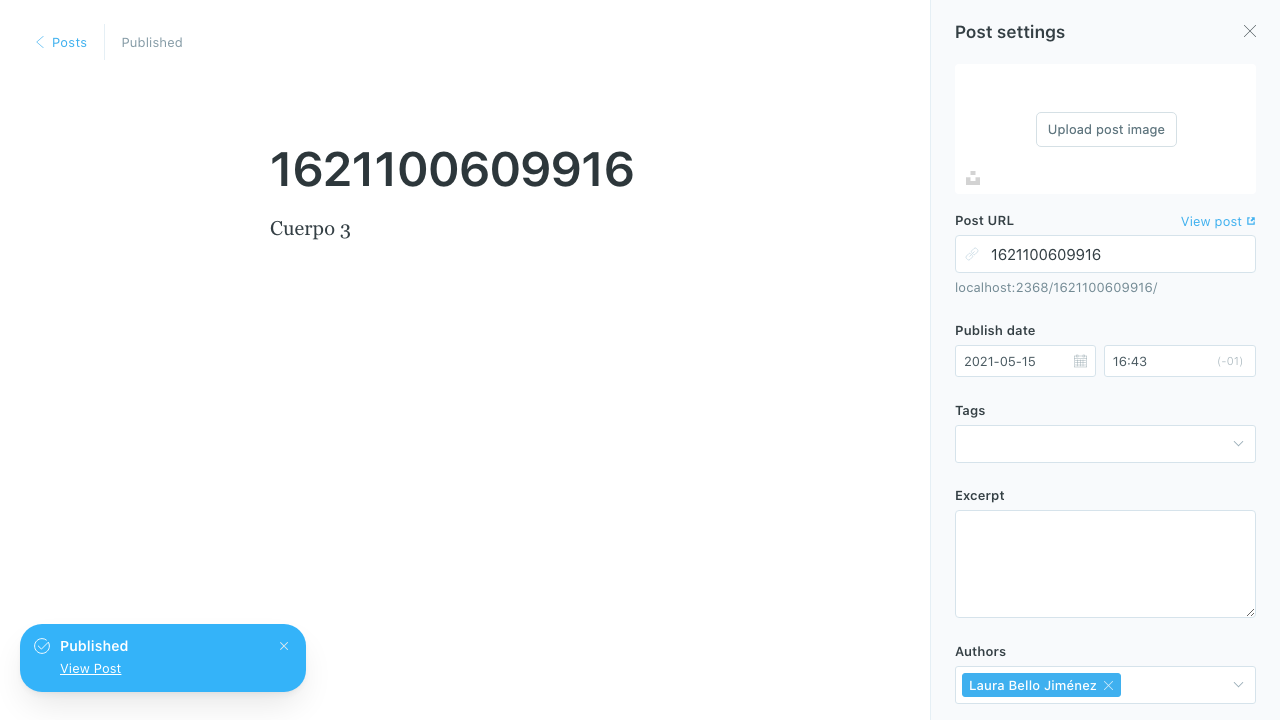 Posts
Published
1621100609916
Cuerpo 3
Published
View Post
Post settings
Upload post image
Post URL
View post
1621100609916
localhost:2368/1621100609916/
Publish date
2021-05-15
16:43
(-01)
Tags
Excerpt
Authors
Laura Bello Jiménez